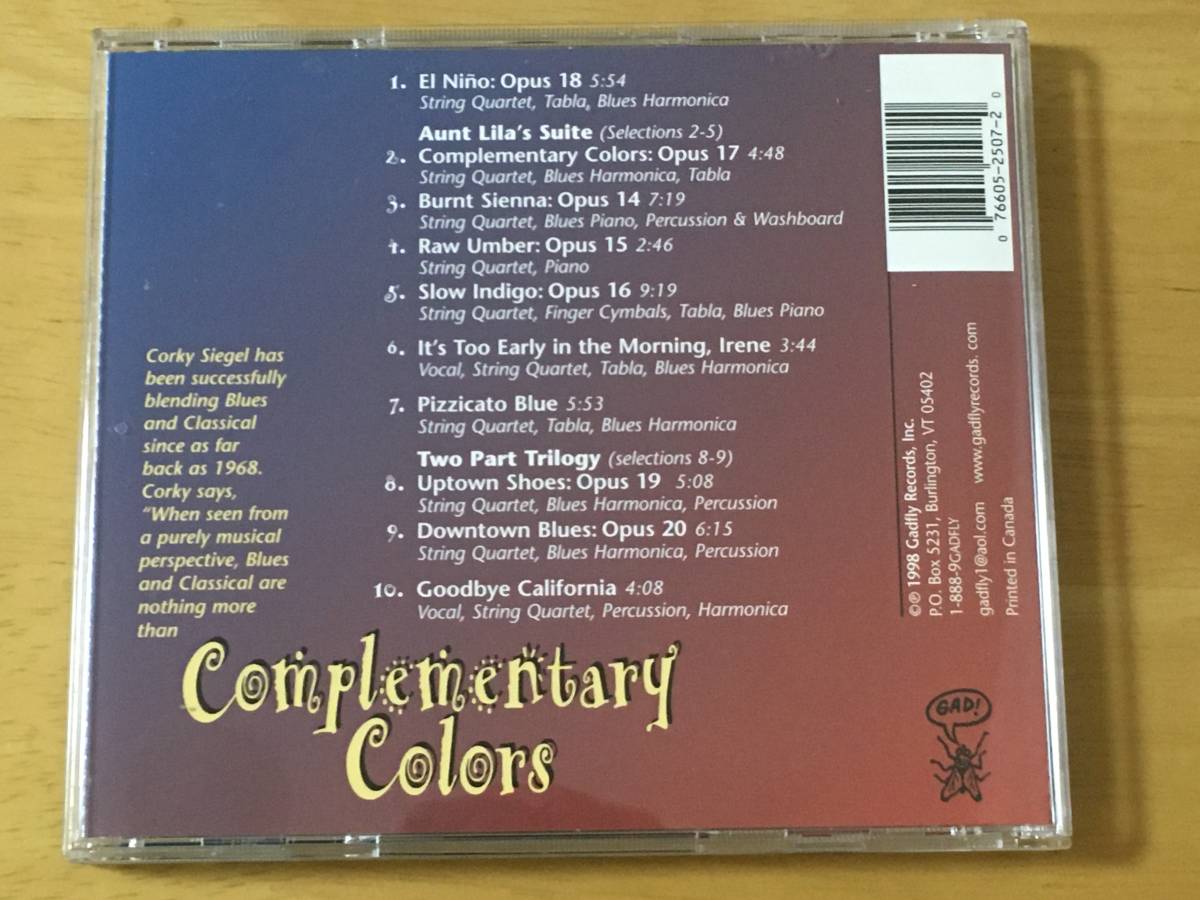 1. El Niño: Opus 18 5:54
String Quartet, Tabla, Blues Harmonica
Aunt Lila's Suite (Selections 2-5)
2. Complementary Colors: Opus 17 4:48
String Quartet, Blues Harmonica, Tabla
3. Burnt Sienna: Opus 14 7:19
String Quartet, Blues Piano, Percussion & Washboard
4. Raw Umber: Opus 15 2:46
String Quartet, Piano
5. Slow Indigo: Opus 16 9:19
String Quartet, Finger Cymbals, Tabla, Blues Piano
6. It's Too Early in the Morning, Irene 3:44
Vocal, String Quartet, Tabla, Blues Harmonica
7. Pizzicato Blue 5:53
String Quartet, Tabla, Blues Harmonica
Two Part Trilogy (selections 8-9)
8. Uptown Shoes: Opus 19 5:08
String Quartet, Blues Harmonica, Percussion
9. Downtown Blues: Opus 20 6:15
String Quartet, Blues Harmonica, Percussion
10. Goodbye California 4:08
Vocal, String Quartet, Percussion, Harmonica
Corky Siegel has
been successfully
blending Blues
and Classical
since as far
back as 1968.
Corky says,
"When seen from
a purely musical
perspective, Blues
and Classical are
nothing more
than
Complementary
Colors
0 76605-2507-2 0
©℗ 1998 Gadfly Records, Inc.
P.O. Box 5231, Burlington, VT 05402
1-888-9GADFLY
gadfly1@aol.com www.gadflyrecords. com
Printed in Canada
GAD!